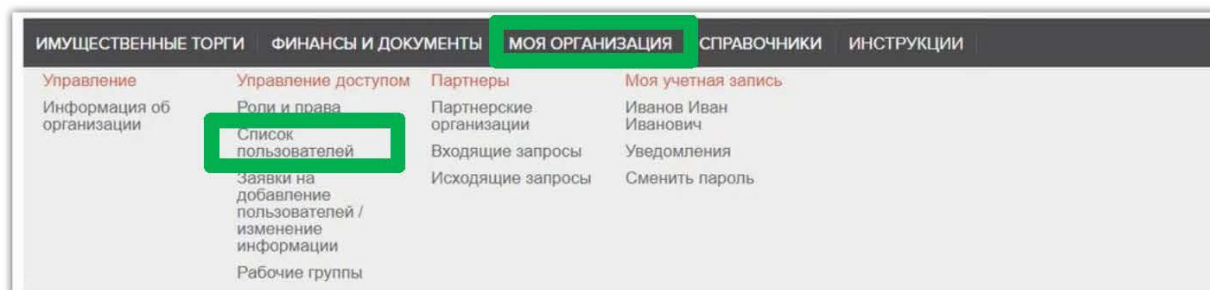 ИМУЩЕСТВЕННЫЕ ТОРГИ ФИНАНСЫ И ДОКУМЕНТЫ МОЯ ОРГАНИЗАЦИЯ СПРАВОЧНИКИ ИНСТРУКЦИИ
Управление
Информация об
организации
Управление доступом
Роли и права
Список
пользователей
Заявки на
добавление
пользователей /
изменение
информации
Рабочие группы
Партнеры
Партнерские
организации
Входящие запросы
Исходящие запросы
Моя учетная запись
Иванов Иван
Иванович
Уведомления
Сменить пароль